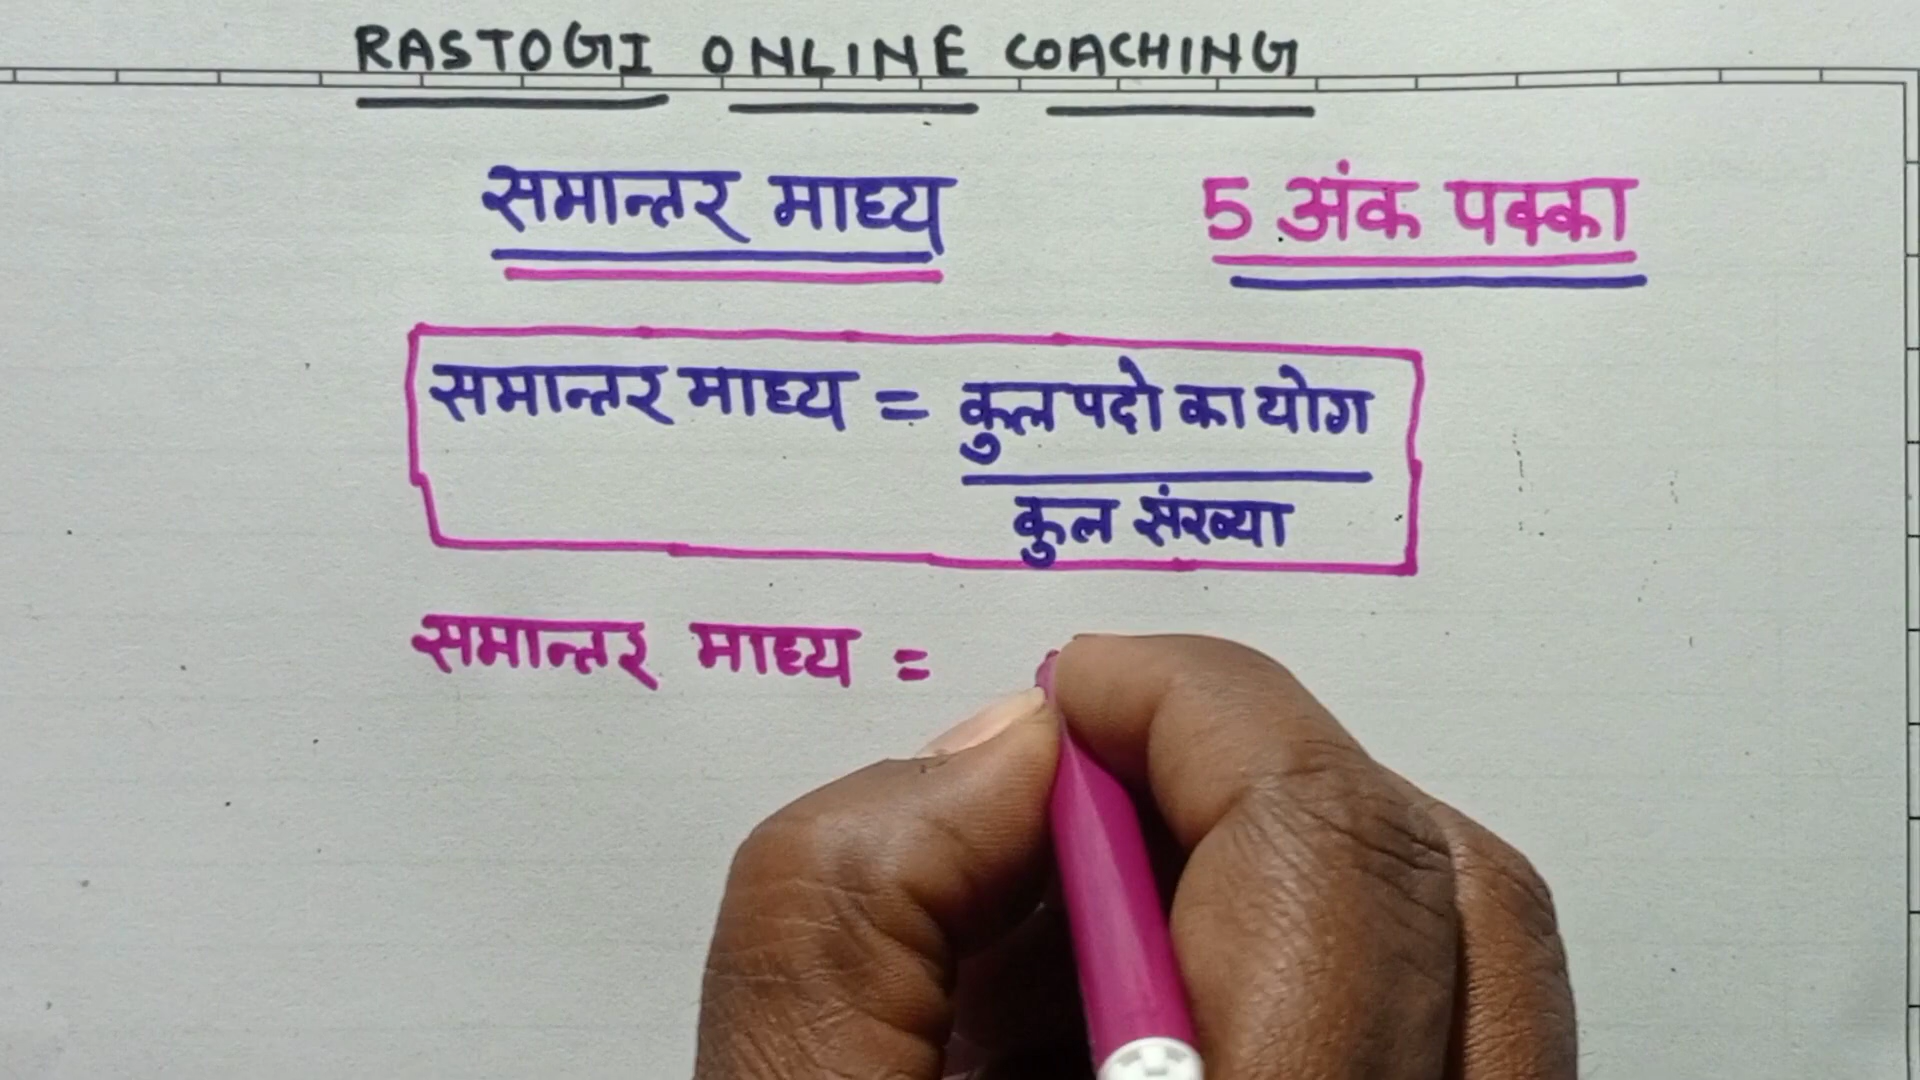 RASTOGI ONLINE COACHING
समान्तर माध्य 5 अंक पक्का
समान्तर माध्य = कुल पदो का योग
कुल संख्या
समान्तर माध्य =